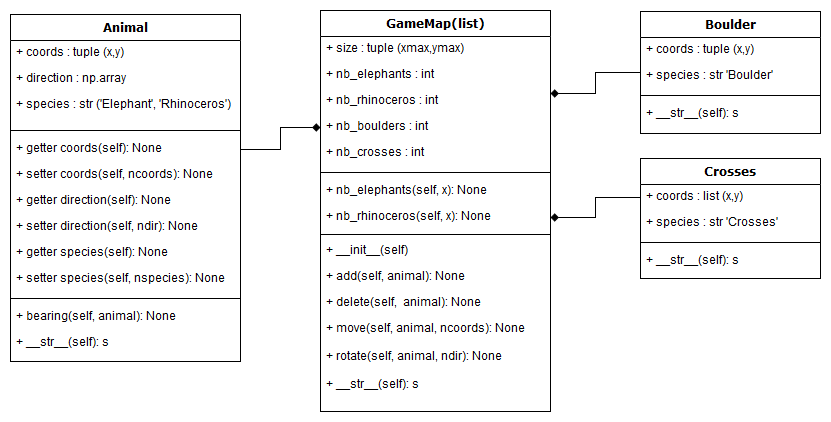 Animal
+ coords : tuple (x,y)
+ direction : np.array
+ species : str ('Elephant', 'Rhinoceros')
+ getter coords(self): None
+ setter coords(self, ncoords): None
+ getter direction(self): None
+ setter direction(self, ndir): None
+ getter species(self): None
+ setter species(self, nspecies): None
+ bearing(self, animal): None
+ __str__(self): s
GameMap(list)
+ size : tuple (xmax,ymax)
+ nb_elephants : int
+ nb_rhinoceros : int
+ nb_boulders : int
+ nb_crosses : int
+ nb_elephants(self, x): None
+ nb_rhinoceros(self, x): None
+ __init__(self)
+ add(self, animal): None
+ delete(self,  animal): None
+ move(self, animal, ncoords): None
+ rotate(self, animal, ndir): None
+ __str__(self): s
Boulder
+ coords : tuple (x,y)
+ species : str 'Boulder'
+ __str__(self): s
Crosses
+ coords : list (x,y)
+ species : str 'Crosses'
+ __str__(self): s